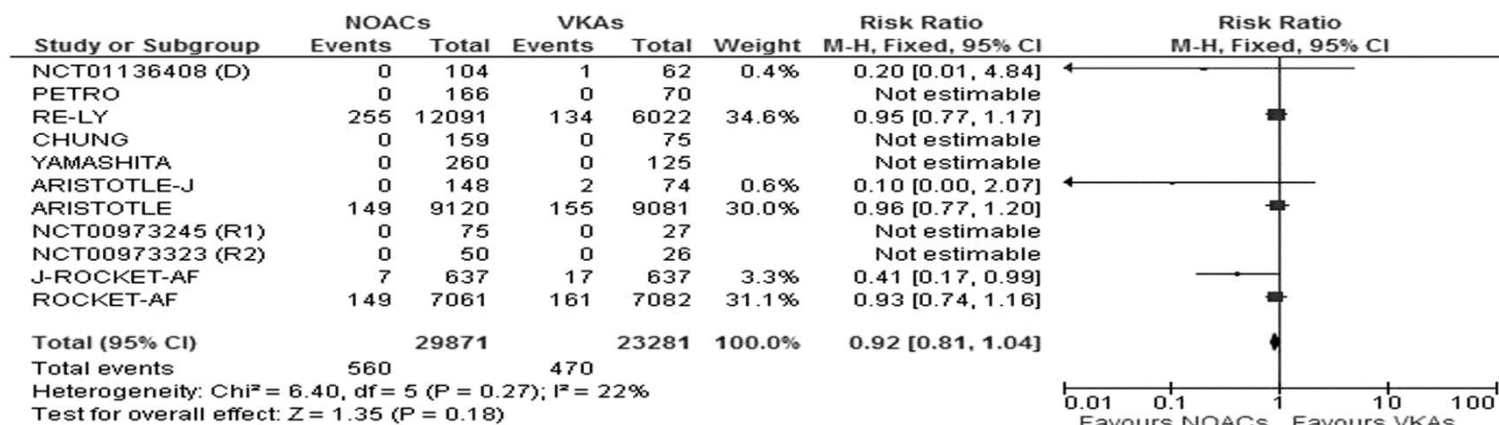 NOACs VKAs Risk Ratio Risk Ratio
Study or Subgroup Events Total Events Total Weight M-H, Fixed, 95% CI M-H, Fixed, 95% CI
NCT01136408 (D) 0 104 1 62 0.4% 0.20 [0.01, 4.84]
PETRO 0 166 0 70 Not estimable
RE-LY 255 12091 134 6022 34.6% 0.95 [0.77, 1.17]
CHUNG 0 159 0 75 Not estimable
YAMASHITA 0 260 0 125 Not estimable
ARISTOTLE-J 0 148 2 74 0.6% 0.10 [0.00, 2.07]
ARISTOTLE 149 9120 155 9081 30.0% 0.96 [0.77, 1.20]
NCT00973245 (R1) 0 75 0 27 Not estimable
NCT00973323 (R2) 0 50 0 26 Not estimable
J-ROCKET-AF 7 637 17 637 3.3% 0.41 [0.17, 0.99]
ROCKET-AF 149 7061 161 7082 31.1% 0.93 [0.74, 1.16]
Total (95% CI) 29871 23281 100.0% 0.92 [0.81, 1.04]
Total events 560 470
Heterogeneity: Chi² = 6.40, df = 5 (P = 0.27); I² = 22%
Test for overall effect: Z = 1.35 (P = 0.18)
0.01 0.1 1 10 100
Favours NOACs Favours VKAs